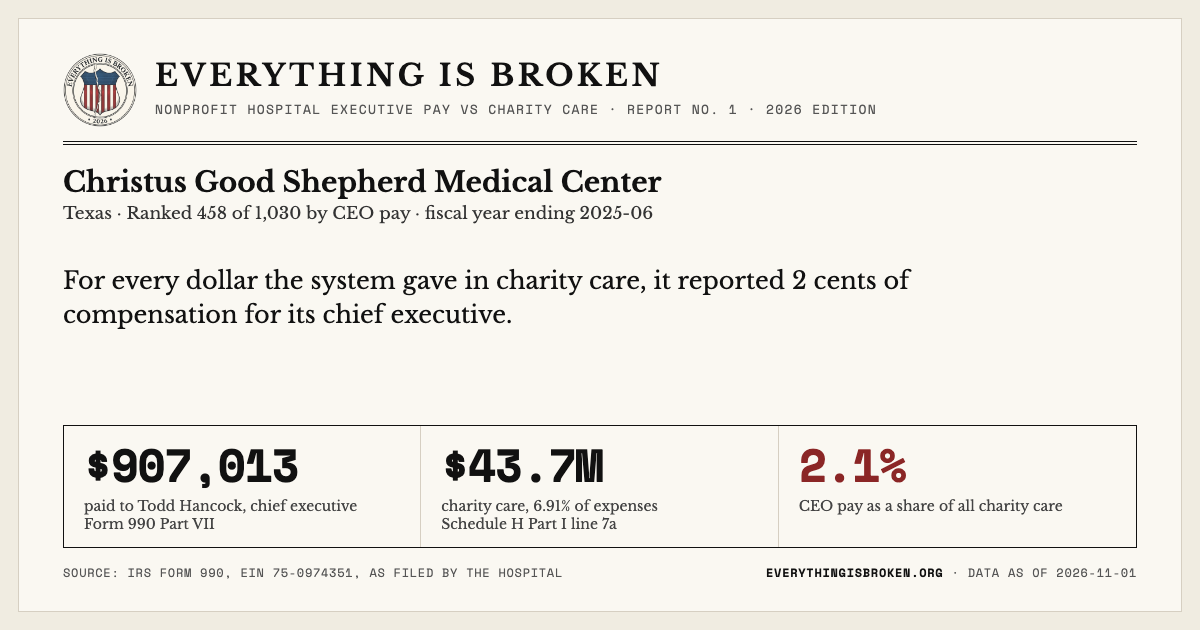 EVERYTHING IS BROKEN
· 2026 ·
EVERYTHING IS BROKEN
NONPROFIT HOSPITAL EXECUTIVE PAY VS CHARITY CARE · REPORT NO. 1 · 2026 EDITION
Christus Good Shepherd Medical Center
Texas · Ranked 458 of 1,030 by CEO pay · fiscal year ending 2025-06
For every dollar the system gave in charity care, it reported 2 cents of
compensation for its chief executive.
$907,013
paid to Todd Hancock, chief executive
Form 990 Part VII
$43.7M
charity care, 6.91% of expenses
Schedule H Part I line 7a
2.1%
CEO pay as a share of all charity care
SOURCE: IRS FORM 990, EIN 75-0974351, AS FILED BY THE HOSPITAL
EVERYTHINGISBROKEN.ORG · DATA AS OF 2026-11-01